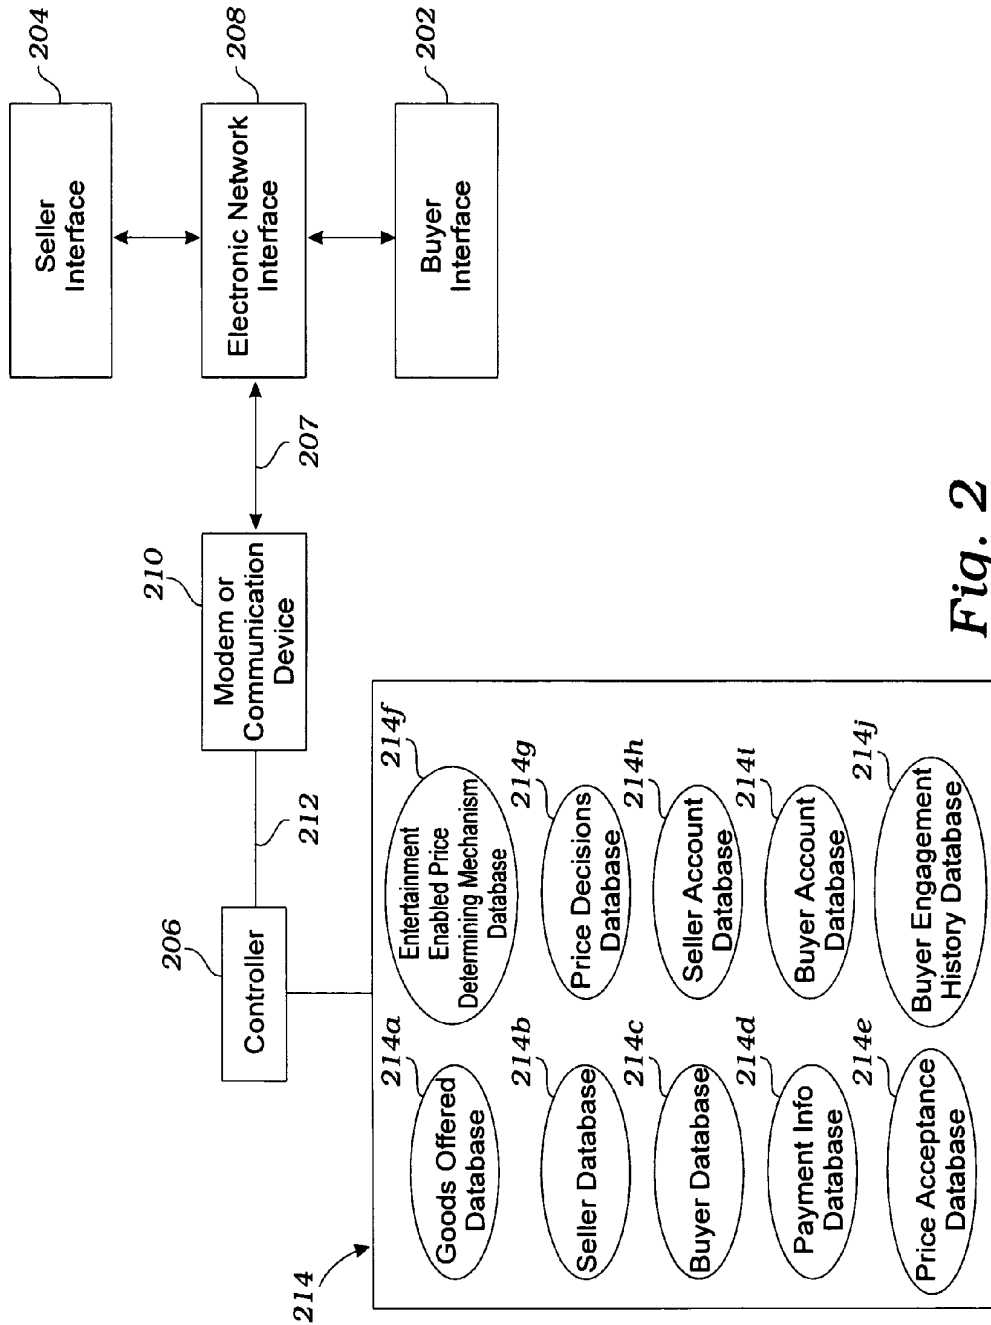 204
Seller
Interface
208
Electronic Network
Interface
202
Buyer
Interface
207
210
Modem or
Communication
Device
212
206
Controller
214
214a
Goods Offered
Database
214b
Seller Database
214c
Buyer Database
214d
Payment Info
Database
214e
Price Acceptance
Database
214f
Entertainment
Enabled Price
Determining Mechanism
Database
214g
Price Decisions
Database
214h
Seller Account
Database
214i
Buyer Account
Database
214j
Buyer Engagement
History Database
Fig. 2